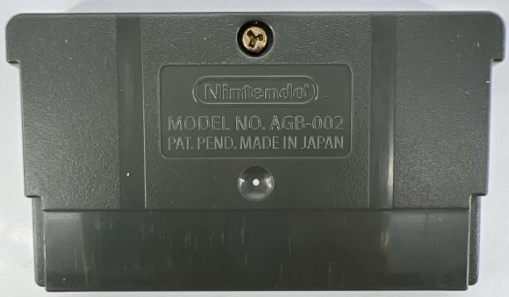 Nintendo
MODEL NO. AGB-002
PAT. PEND. MADE IN JAPAN